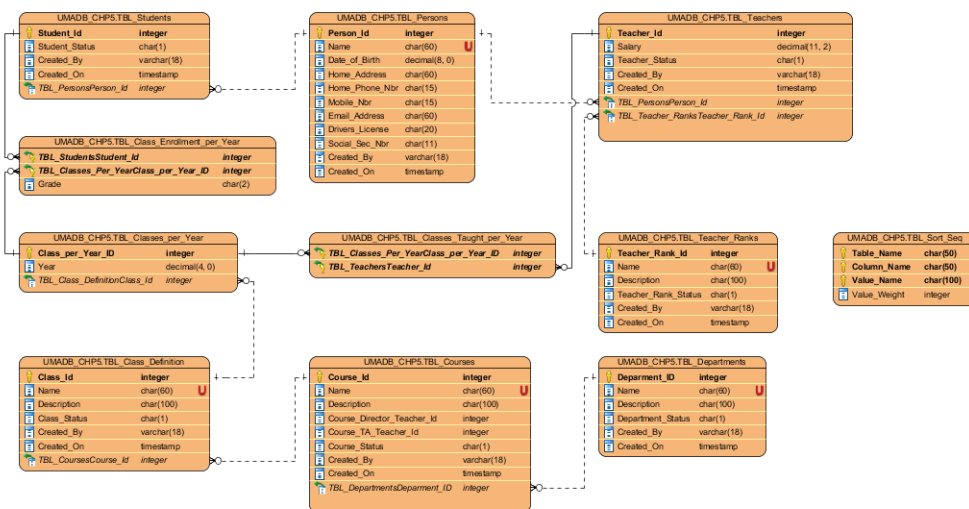 UMADB_CHP5.TBL_Students
Student_Id integer
Student_Status char(1)
Created_By varchar(18)
Created_On timestamp
TBL_PersonsPerson_Id integer
UMADB_CHP5.TBL_Persons
Person_Id integer
Name char(60) U
Date_of_Birth decimal(8, 0)
Home_Address char(60)
Home_Phone_Nbr char(15)
Mobile_Nbr char(15)
Email_Address char(60)
Drivers_License char(20)
Social_Sec_Nbr char(11)
Created_By varchar(18)
Created_On timestamp
UMADB_CHP5.TBL_Teachers
Teacher_Id integer
Salary decimal(11, 2)
Teacher_Status char(1)
Created_By varchar(18)
Created_On timestamp
TBL_PersonsPerson_Id integer
TBL_Teacher_RanksTeacher_Rank_Id integer
UMADB_CHP5.TBL_Class_Enrollment_per_Year
TBL_StudentsStudent_Id integer
TBL_Classes_Per_YearClass_per_Year_ID integer
Grade char(2)
UMADB_CHP5.TBL_Classes_per_Year
Class_per_Year_ID integer
Year decimal(4, 0)
TBL_Class_DefinitionClass_Id integer
UMADB_CHP5.TBL_Classes_Taught_per_Year
TBL_Classes_Per_YearClass_per_Year_ID integer
TBL_TeachersTeacher_Id integer
UMADB_CHP5.TBL_Teacher_Ranks
Teacher_Rank_Id integer
Name char(60) U
Description char(100)
Teacher_Rank_Status char(1)
Created_By varchar(18)
Created_On timestamp
UMADB_CHP5.TBL_Sort_Seq
Table_Name char(50)
Column_Name char(50)
Value_Name char(100)
Value_Weight integer
UMADB_CHP5.TBL_Class_Definition
Class_Id integer
Name char(60) U
Description char(100)
Class_Status char(1)
Created_By varchar(18)
Created_On timestamp
TBL_CoursesCourse_Id integer
UMADB_CHP5.TBL_Courses
Course_Id integer
Name char(60) U
Description char(100)
Course_Director_Teacher_Id integer
Course_TA_Teacher_Id integer
Course_Status char(1)
Created_By varchar(18)
Created_On timestamp
TBL_DepartmentsDeparment_ID integer
UMADB_CHP5.TBL_Departments
Deparment_ID integer
Name char(60) U
Description char(100)
Department_Status char(1)
Created_By varchar(18)
Created_On timestamp